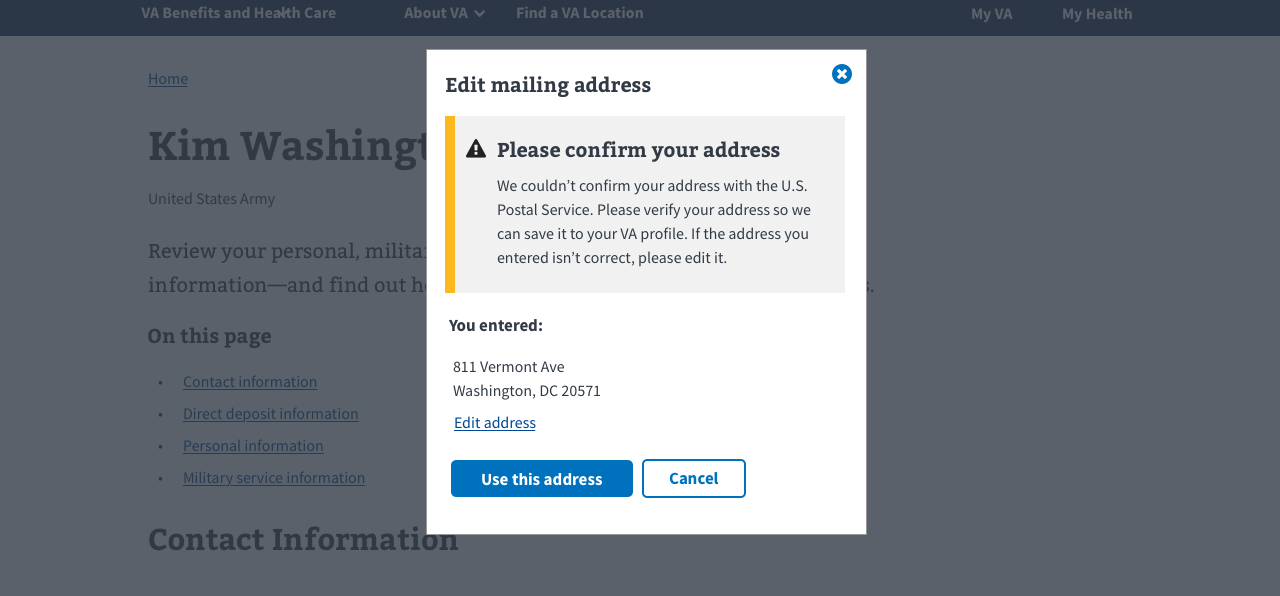 VA Benefits and Health Care
About VA
Find a VA Location
My VA
My Health
Home
Kim Washingt
United States Army
Review your personal, milita
information—and find out h
s.
On this page
• Contact information
• Direct deposit information
• Personal information
• Military service information
Contact Information
Edit mailing address
Please confirm your address
We couldn’t confirm your address with the U.S.
Postal Service. Please verify your address so we
can save it to your VA profile. If the address you
entered isn’t correct, please edit it.
You entered:
811 Vermont Ave
Washington, DC 20571
Edit address
Use this address
Cancel